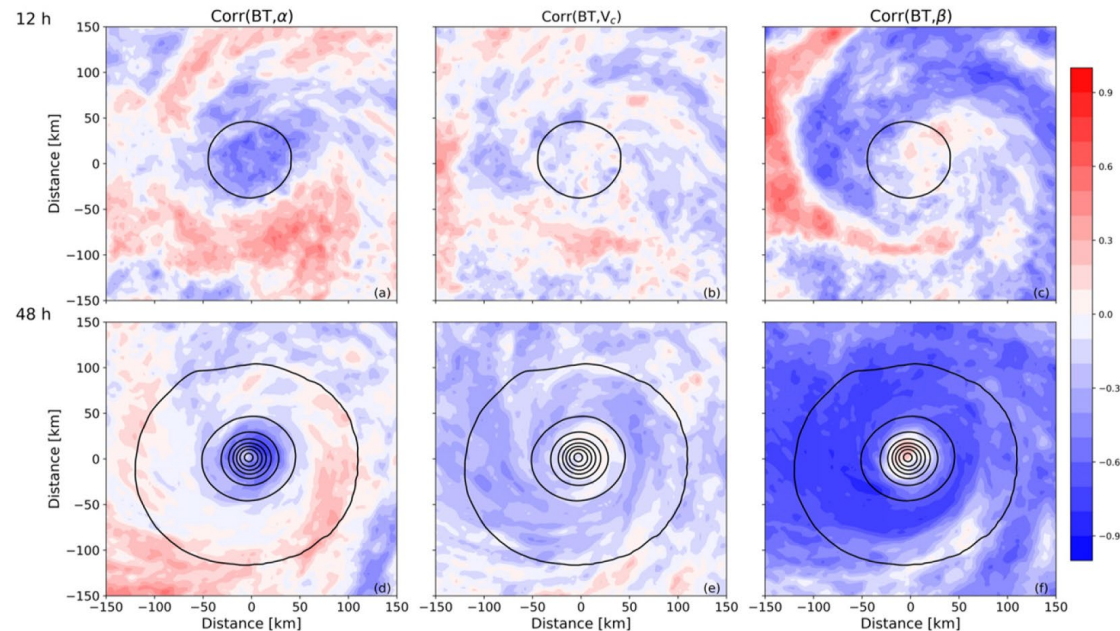 12 h
Corr(BT,α) Corr(BT,V_c) Corr(BT,β)
Distance [km]
150
100
50
0
−50
−100
−150
(a) (b) (c)
0.9
0.6
0.3
0.0
−0.3
−0.6
−0.9
48 h
Distance [km]
150
100
50
0
−50
−100
−150
(d) (e) (f)
−150 −100 −50 0 50 100 150 −150 −100 −50 0 50 100 150 −150 −100 −50 0 50 100 150
Distance [km] Distance [km] Distance [km]